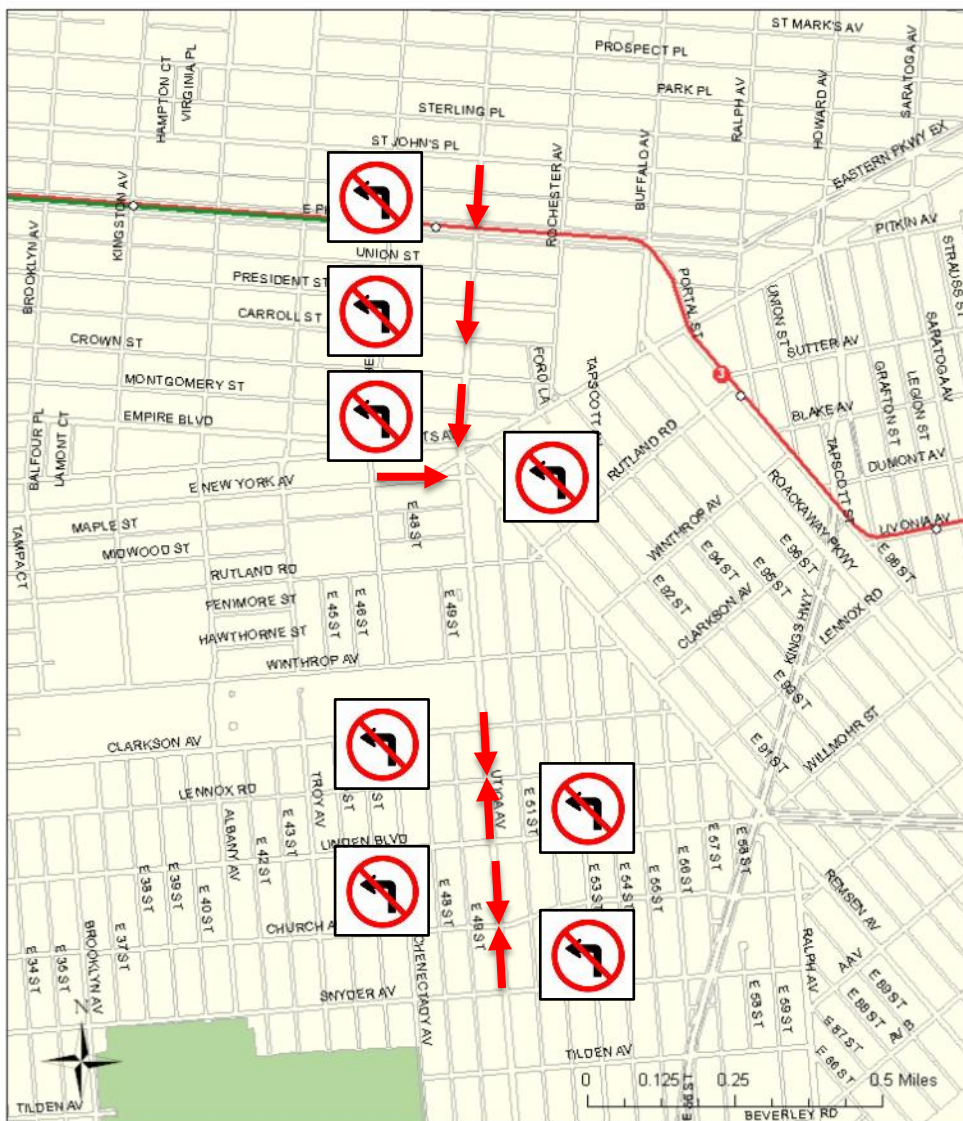 ST MARK'S AV
PROSPECT PL
HAMPTON CT
VIRGINIA PL
PARK PL
RALPH AV
HOWARD AV
SARATOGA AV
STERLING PL
ST JOHN'S PL
EASTERN PKWY EX
BUFFALO AV
ROCHESTER AV
KINGSTON AV
BROOKLYN AV
PITKIN AV
STRAUSS ST
UNION ST
PRESIDENT ST
CARROLL ST
CROWN ST
PORTAL ST
UNION ST
SUTTER AV
SARATOGA AV
MONTGOMERY ST
FORD LA
3
GRAFTON ST
LEGION ST
BALFOUR PL
LAMONT CT
EMPIRE BLVD
BLAKE AV
RUTLAND RD
TAPSCOTT ST
DUMONT AV
E NEW YORK AV
ROACKAWAY PKWY
MAPLE ST
E 48 ST
WINTHROP AV
LIVONIA AV
TAMPA CT
MIDWOOD ST
E 98 ST
RUTLAND RD
E 94 ST
E 96 ST
E 95 ST
FENIMORE ST
E 45 ST
E 46 ST
E 49 ST
E 92 ST
CLARKSON AV
KINGS HWY
LENNOX RD
HAWTHORNE ST
WINTHROP AV
E 93 ST
WILLMOHR ST
E 91 ST
CLARKSON AV
LENNOX RD
TROY AV
UTICA AV
E 51 ST
ALBANY AV
E 43 ST
E 42 ST
LINDEN BLVD
E 57 ST
E 58 ST
E 56 ST
E 38 ST
E 39 ST
E 40 ST
E 48 ST
E 49 ST
E 53 ST
E 54 ST
E 55 ST
REMSEN AV
CHURCH A
BROOKLYN AV
E 37 ST
E 35 ST
E 34 ST
CHENECTADY AV
RALPH AV
SNYDER AV
E 58 ST
E 59 ST
E 89 ST
E 88 ST
E 87 ST
E 86 ST
N
TILDEN AV
0 0.125 0.25 0.5 Miles
TILDEN AV
BEVERLEY RD